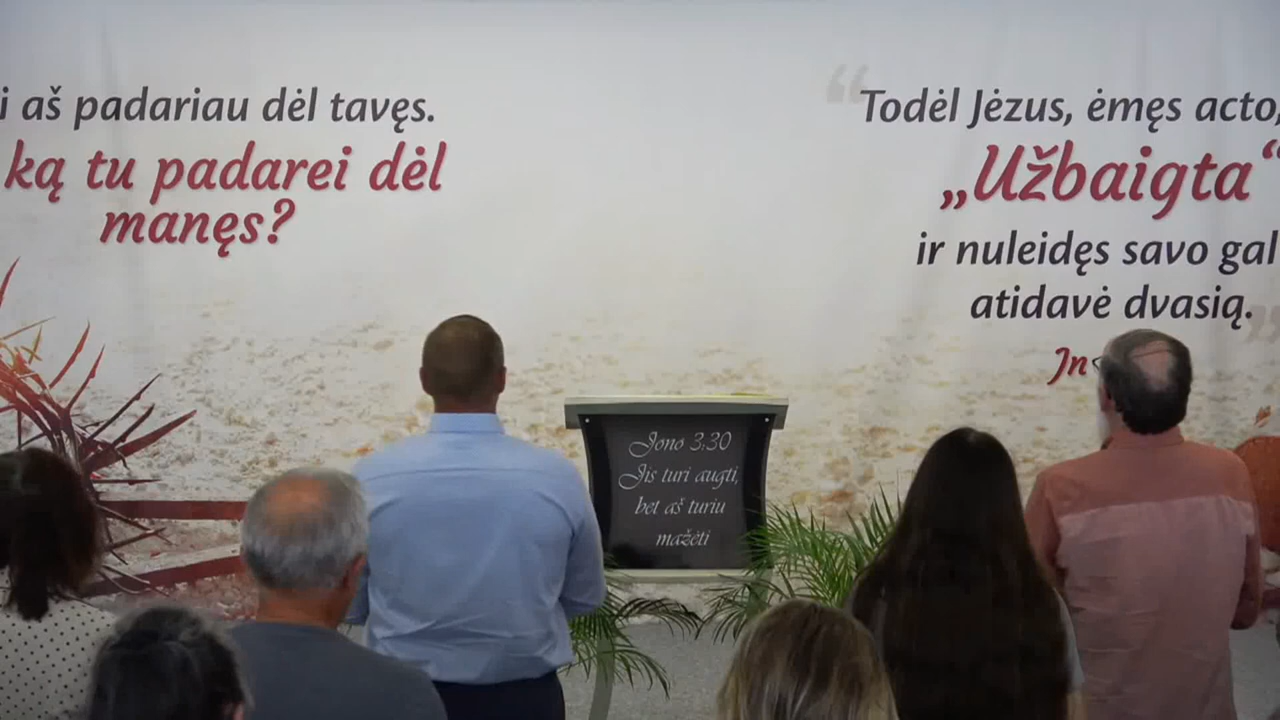 i aš padariau dėl tavęs.
ką tu padarei dėl
manęs?
“
Todėl Jėzus, ėmęs acto,
„Užbaigta“
ir nuleidęs savo gal
atidavė dvasią.
”
Jn
Jono 3:30
Jis turi augti,
bet aš turiu
mažėti